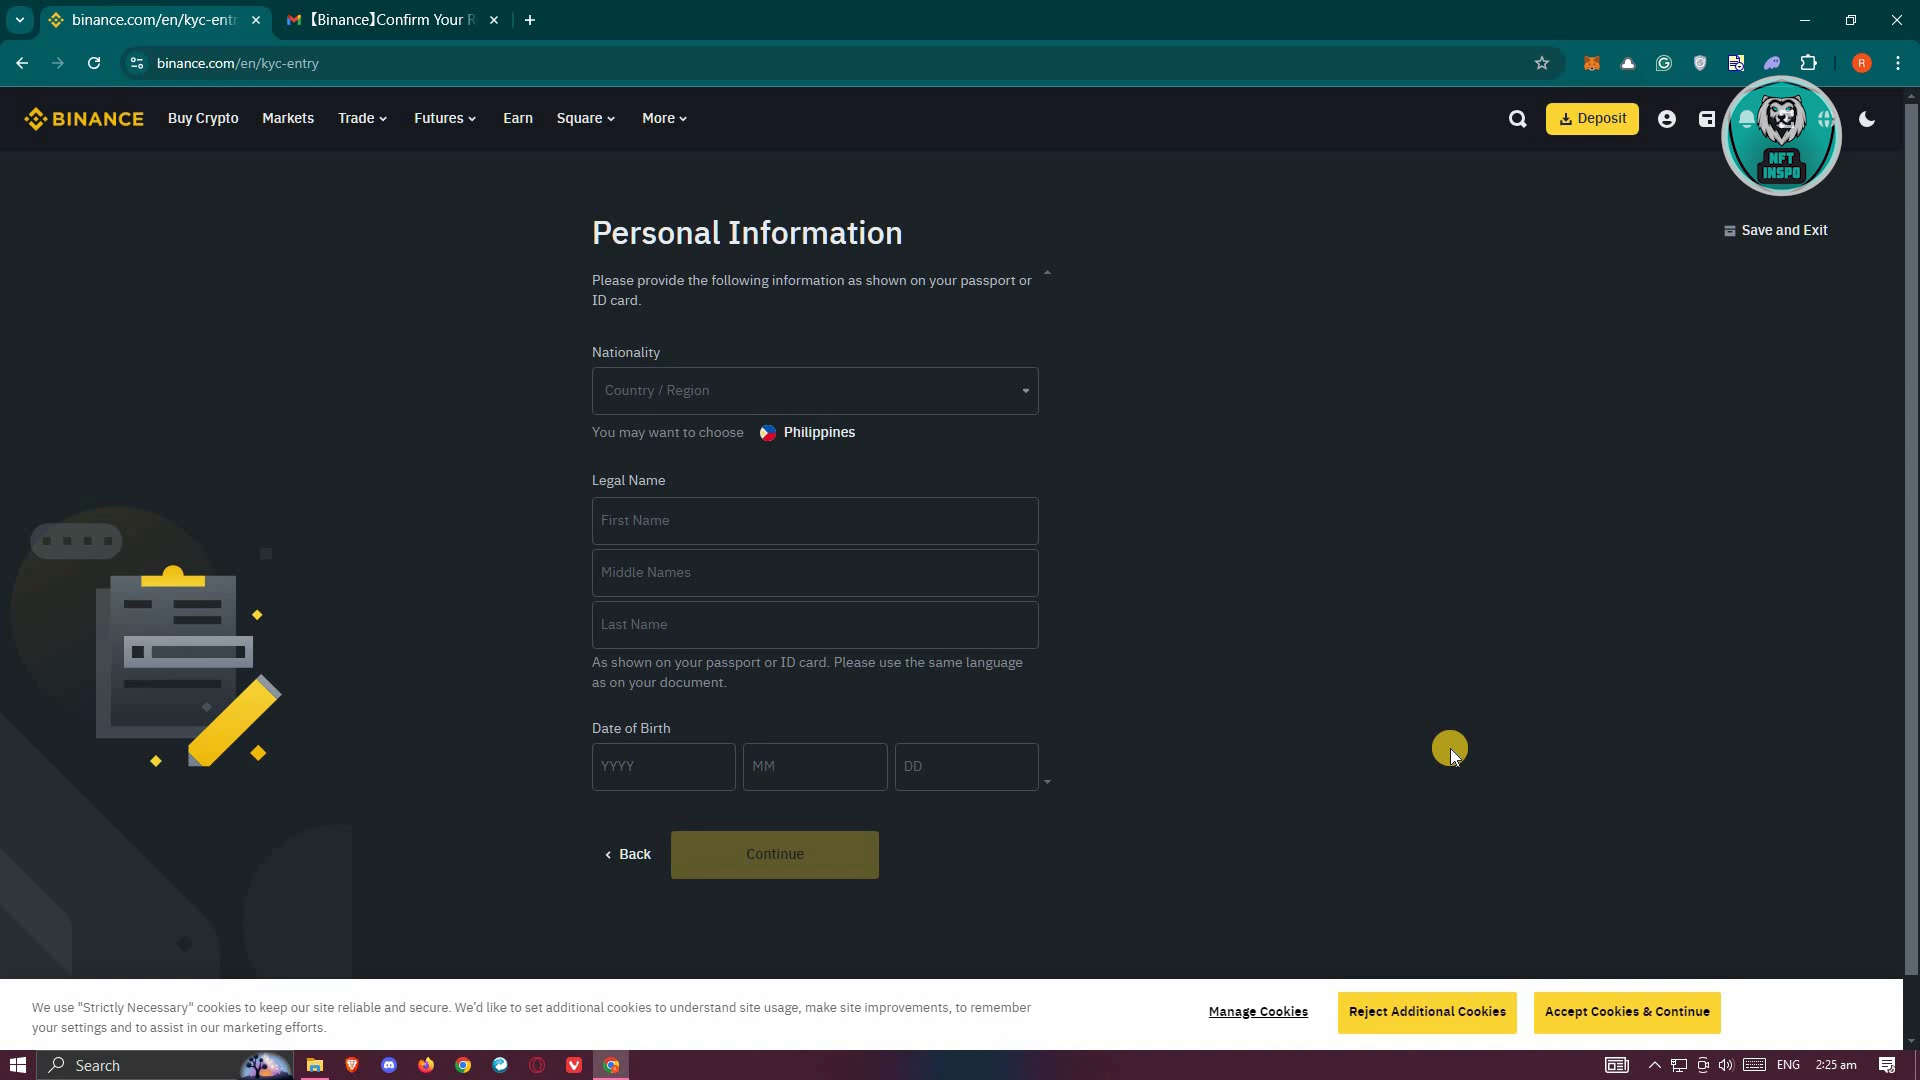 binance.com/en/kyc-entr
【Binance】Confirm Your R
binance.com/en/kyc-entry
R
BINANCE
Buy Crypto
Markets
Trade
Futures
Earn
Square
More
Deposit
NFT
INSPO
Save and Exit
Personal Information
Please provide the following information as shown on your passport or
ID card.
Nationality
Country / Region
You may want to choose Philippines
Legal Name
First Name
Middle Names
Last Name
As shown on your passport or ID card. Please use the same language
as on your document.
Date of Birth
YYYY
MM
DD
Back
Continue
We use "Strictly Necessary" cookies to keep our site reliable and secure. We'd like to set additional cookies to understand site usage, make site improvements, to remember
your settings and to assist in our marketing efforts.
Manage Cookies
Reject Additional Cookies
Accept Cookies & Continue
Search
ENG
2:25 am